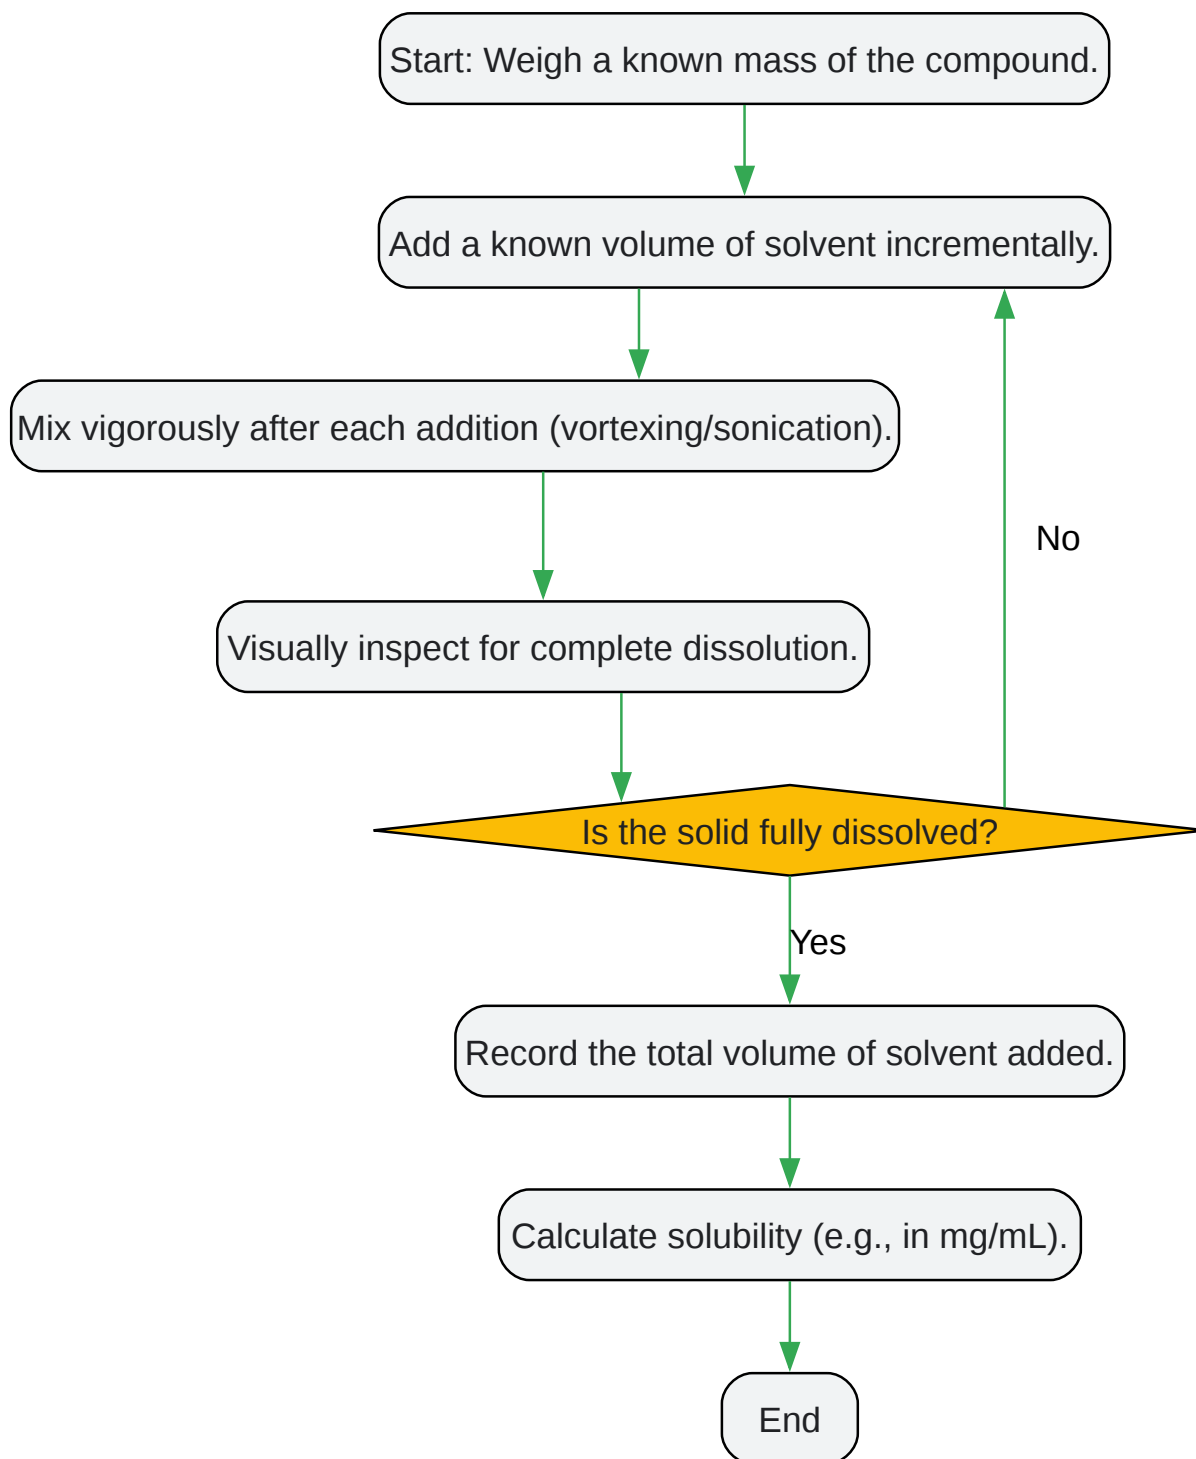 Start: Weigh a known mass of the compound.
Add a known volume of solvent incrementally.
Mix vigorously after each addition (vortexing/sonication).
No
Visually inspect for complete dissolution.
Is the solid fully dissolved?
Yes
Record the total volume of solvent added.
Calculate solubility (e.g., in mg/mL).
End